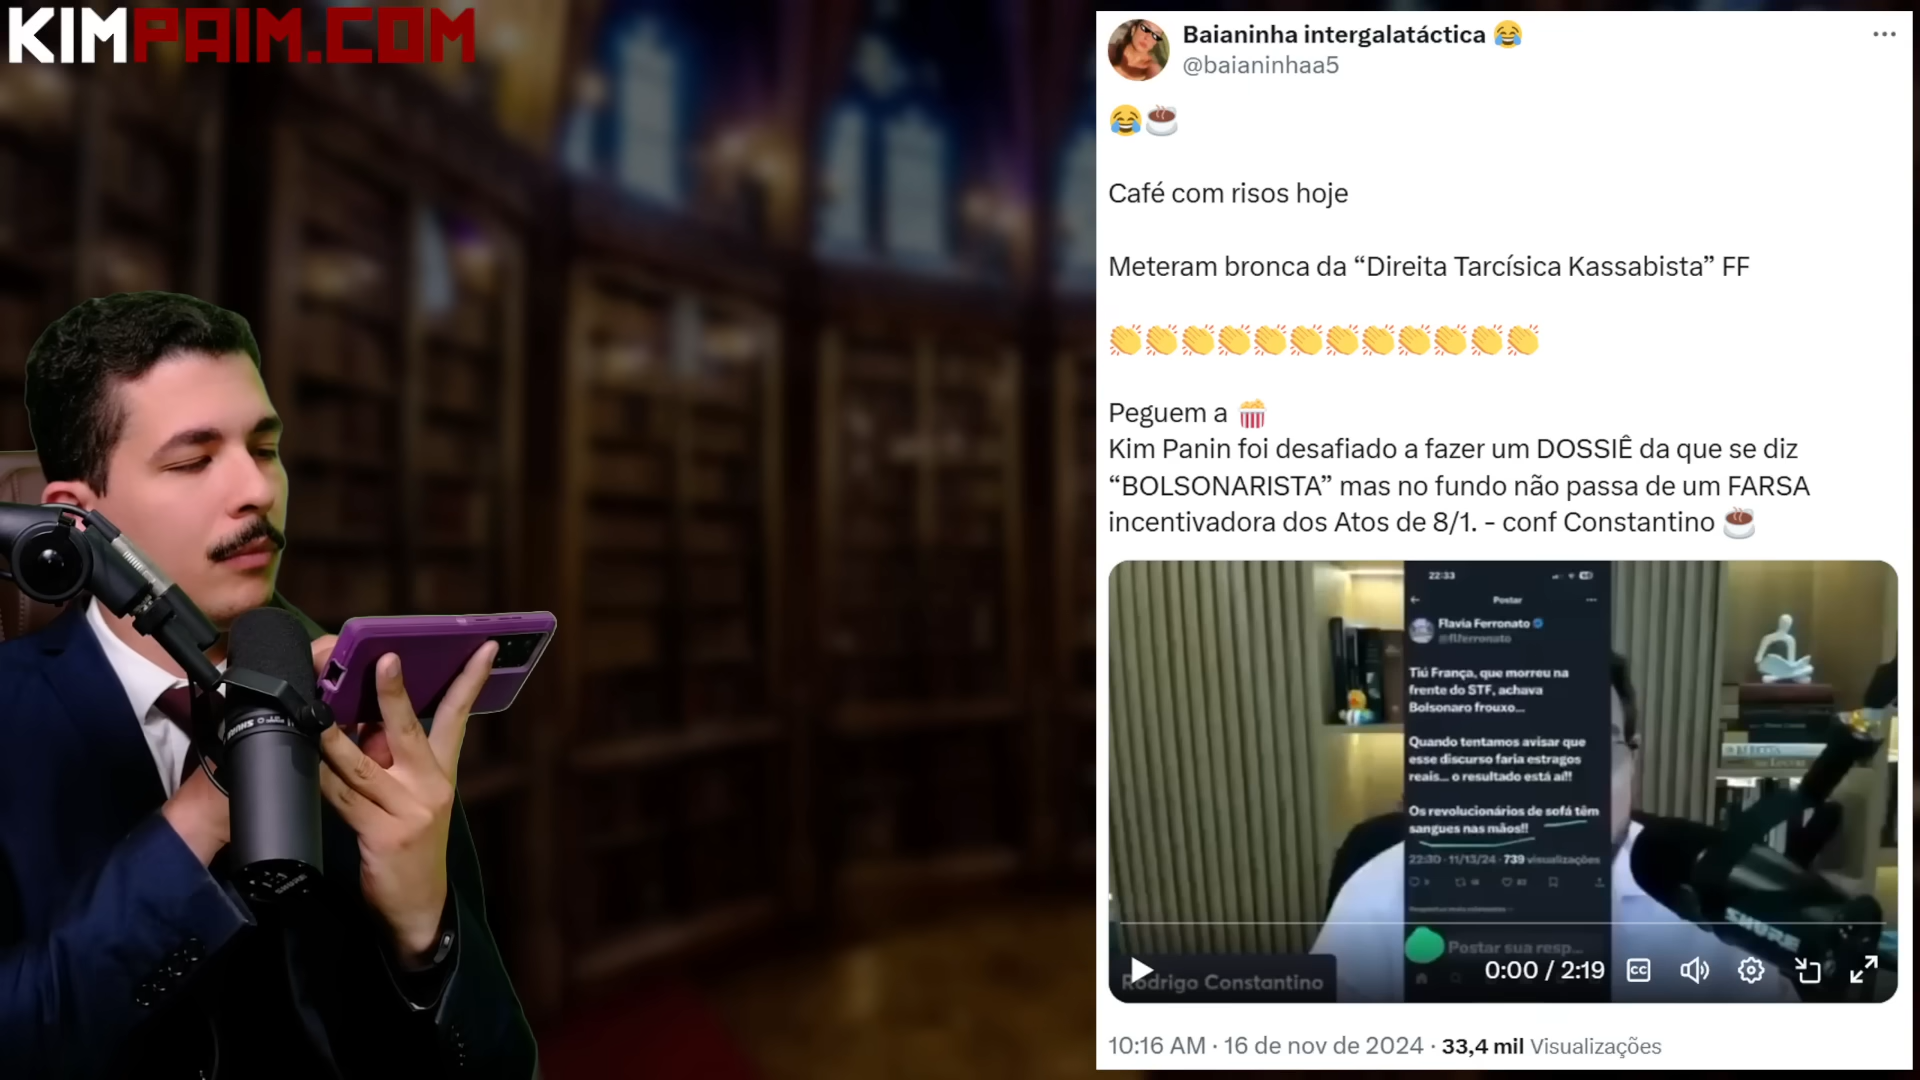 KIMPAIM.COM
Baianinha intergalatáctica 😂
@baianinhaa5
😂☕
Café com risos hoje
Meteram bronca da “Direita Tarcísica Kassabista” FF
👏👏👏👏👏👏👏👏👏👏👏👏
Peguem a 🍿
Kim Panin foi desafiado a fazer um DOSSIÊ da que se diz
“BOLSONARISTA” mas no fundo não passa de um FARSA
incentivadora dos Atos de 8/1. - conf Constantino ☕
22:33
Postar
Flavia Ferronato
@flferronato
Tiú França, que morreu na
frente do STF, achava
Bolsonaro frouxo...
Quando tentamos avisar que
esse discurso faria estragos
reais... o resultado está aí!!
Os revolucionários de sofá têm
sangues nas mãos!!
22:30 · 11/13/24 · 739 visualizações
Postar sua resp...
Rodrigo Constantino
0:00 / 2:19
CC
SHURE
SHURE
SHURE
10:16 AM · 16 de nov de 2024 · 33,4 mil Visualizações